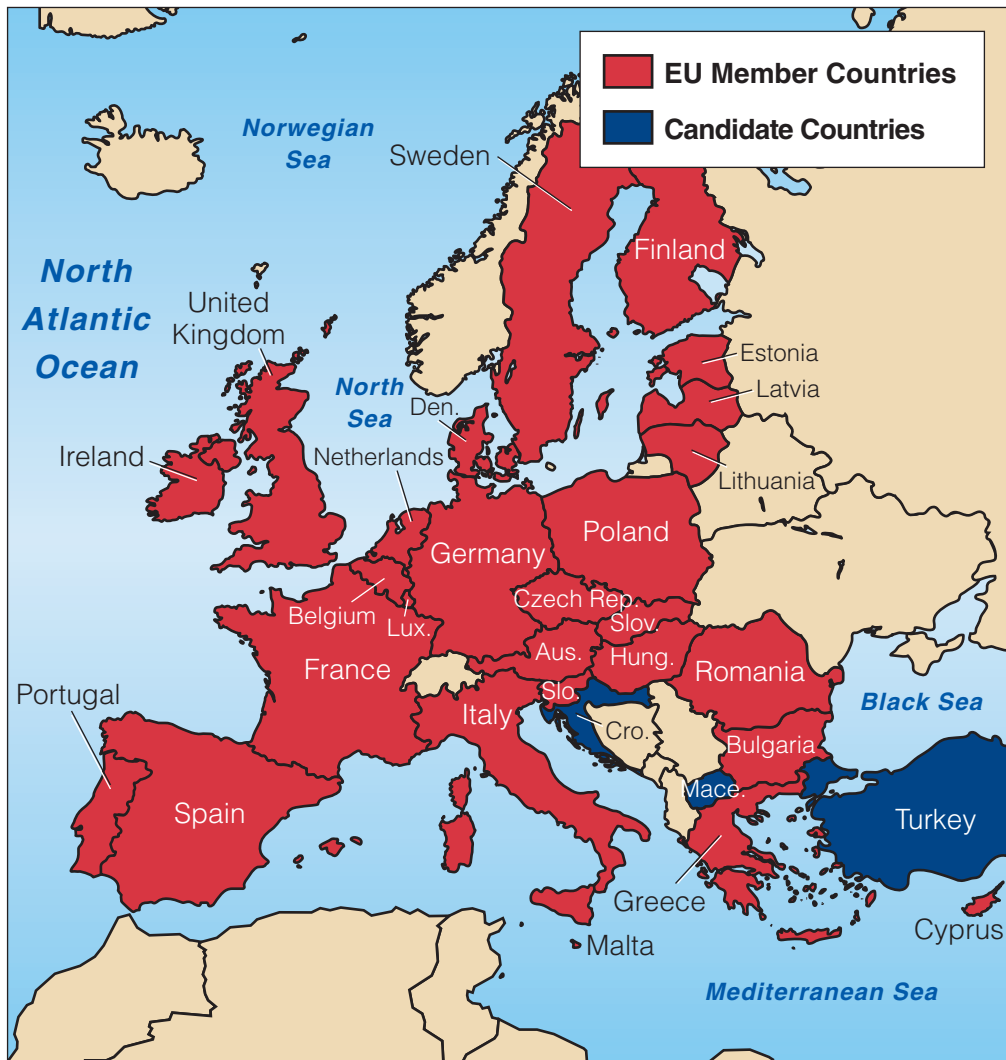 EU Member Countries
Candidate Countries
Norwegian
Sea
Sweden
Finland
North
Atlantic
Ocean
United
Kingdom
Estonia
Latvia
North
Sea
Den.
Ireland
Netherlands
Lithuania
Poland
Germany
Czech Rep.
Belgium
Slov.
Lux.
Aus.
Hung.
France
Romania
Portugal
Slo.
Italy
Black Sea
Cro.
Bulgaria
Mace.
Spain
Turkey
Greece
Cyprus
Malta
Mediterranean Sea